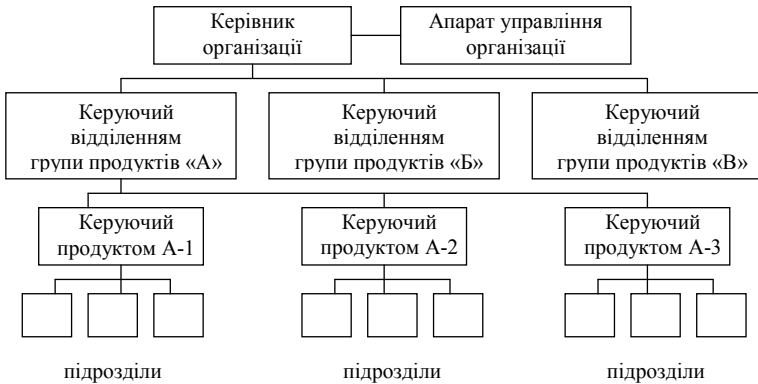 Керівник
організації
Апарат управління
організації
Керуючий
відділенням
групи продуктів «А»
Керуючий
відділенням
групи продуктів «Б»
Керуючий
відділенням
групи продуктів «В»
Керуючий
продуктом А-1
Керуючий
продуктом А-2
Керуючий
продуктом А-3
підрозділи
підрозділи
підрозділи